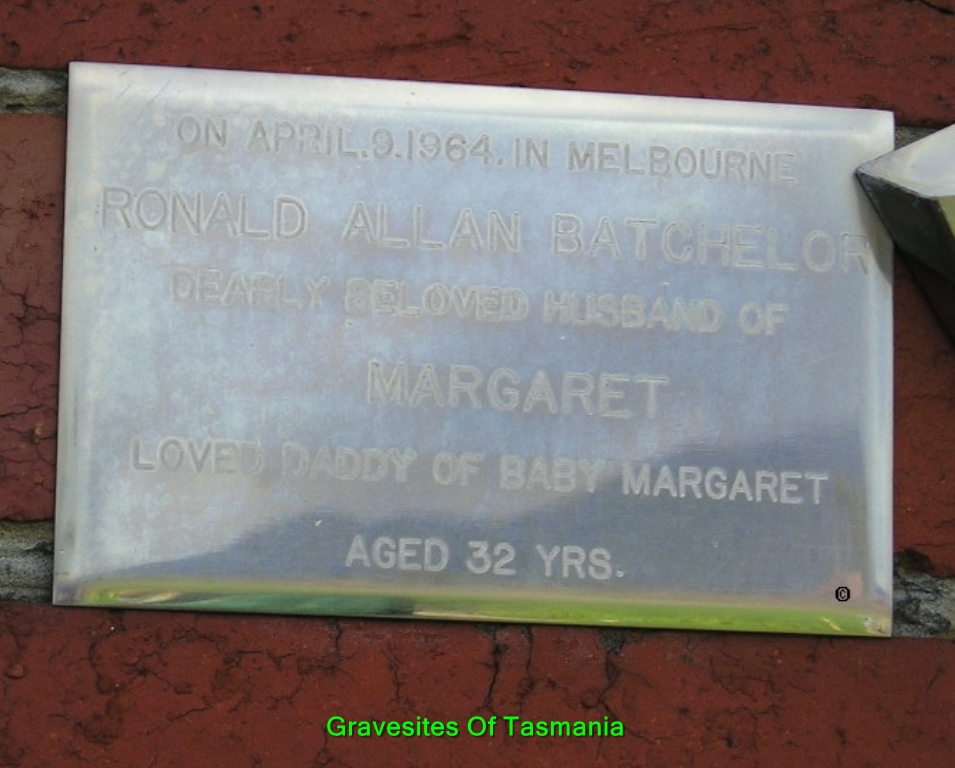 ON APRIL.9.1964. IN MELBOURNE
RONALD ALLAN BATCHELOR
DEARLY BELOVED HUSBAND OF
MARGARET
LOVED DADDY OF BABY MARGARET
AGED 32 YRS.
©
Gravesites Of Tasmania